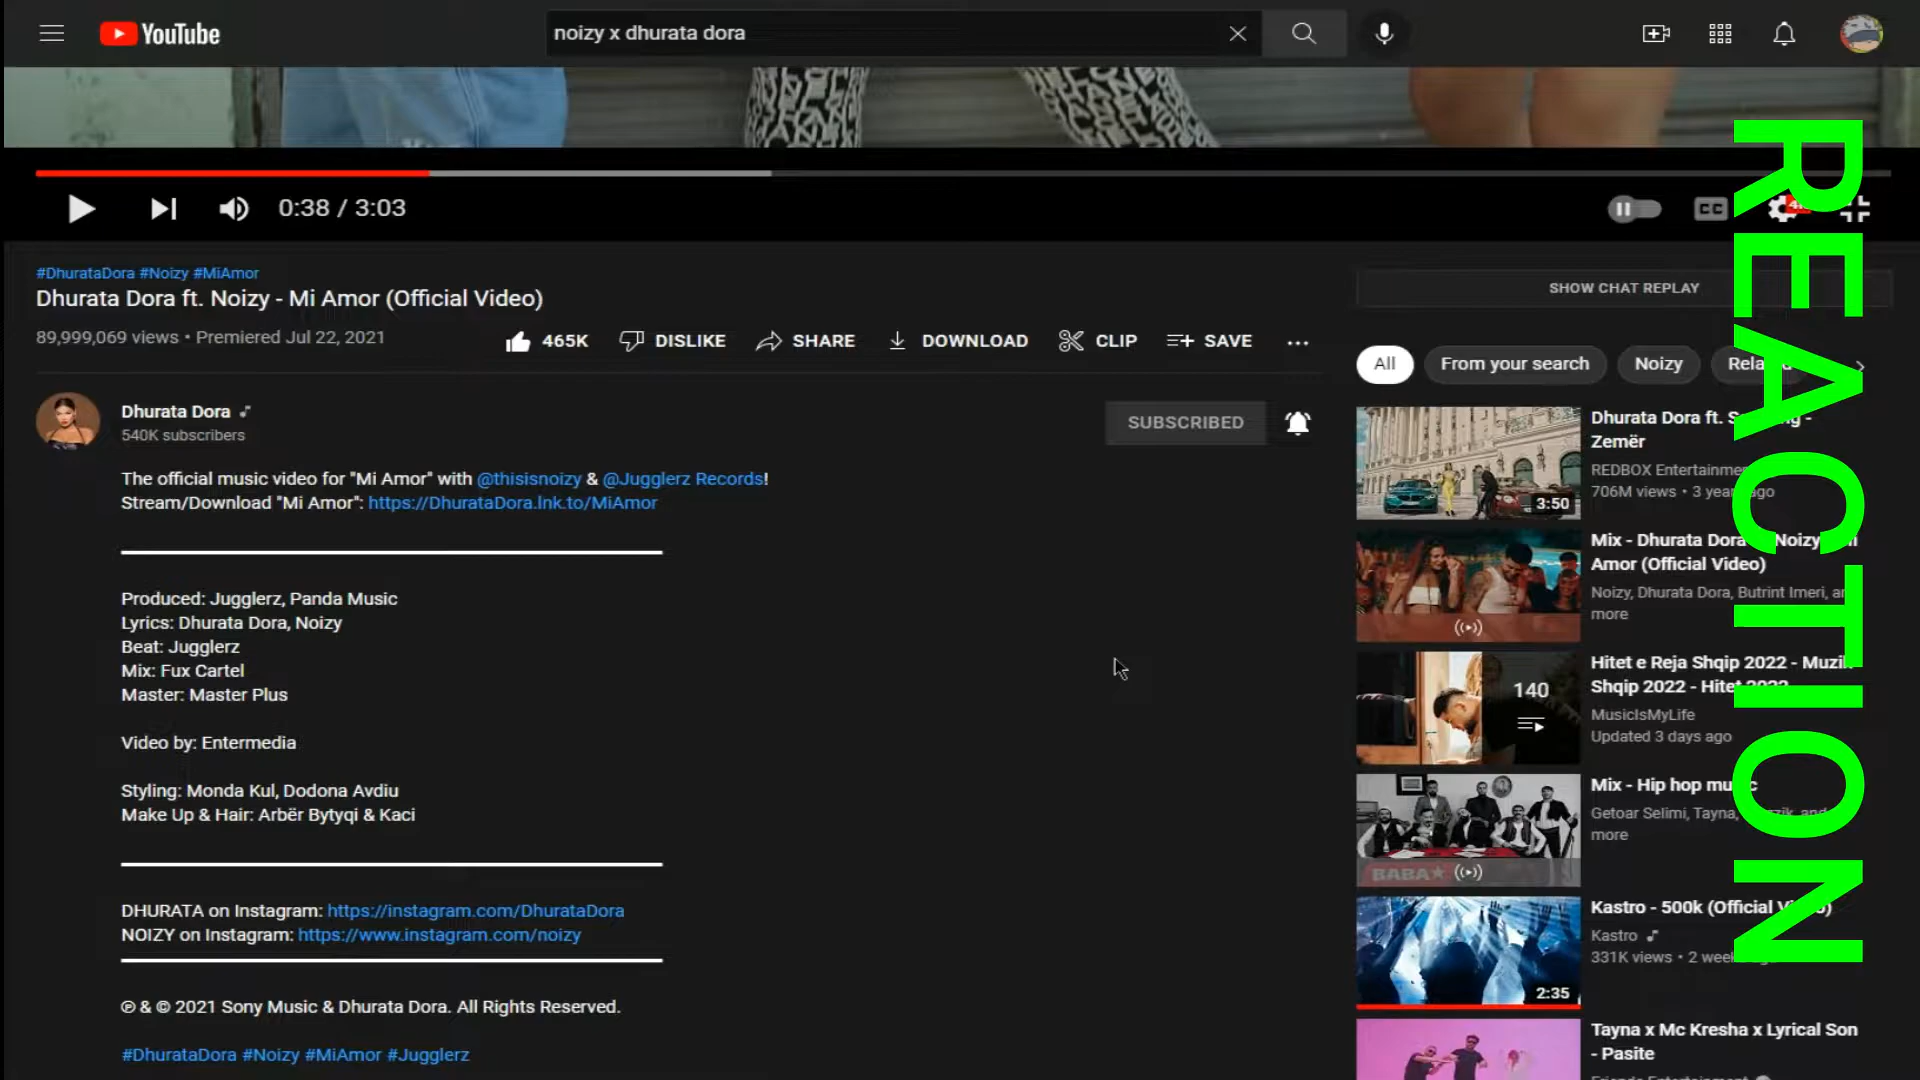 YouTube
noizy x dhurata dora
0:38 / 3:03
CC
#DhurataDora #Noizy #MiAmor
Dhurata Dora ft. Noizy - Mi Amor (Official Video)
89,999,069 views • Premiered Jul 22, 2021
465K
DISLIKE
SHARE
DOWNLOAD
CLIP
SAVE
Dhurata Dora
540K subscribers
SUBSCRIBED
The official music video for "Mi Amor" with @thisisnoizy & @Jugglerz Records!
Stream/Download "Mi Amor": https://DhurataDora.lnk.to/MiAmor
Produced: Jugglerz, Panda Music
Lyrics: Dhurata Dora, Noizy
Beat: Jugglerz
Mix: Fux Cartel
Master: Master Plus
Video by: Entermedia
Styling: Monda Kul, Dodona Avdiu
Make Up & Hair: Arbër Bytyqi & Kaci
DHURATA on Instagram: https://instagram.com/DhurataDora
NOIZY on Instagram: https://www.instagram.com/noizy
℗ & © 2021 Sony Music & Dhurata Dora. All Rights Reserved.
#DhurataDora #Noizy #MiAmor #Jugglerz
SHOW CHAT REPLAY
All
From your search
Noizy
Dhurata Dora ft.
Zemër
REDBOX
706M views • 3 years ago
3:50
Mix - Dhurata Dora Noizy
Amor (Official Video)
Noizy, Dhurata Dora, Butrint Imeri,
more
Hitet e Reja Shqip 2022 -
Shqip 2022 - Hitet 2022
MusicIsMyLife
Updated 3 days ago
140
Mix - Hip hop music
Getoar Selimi, Tayna, and
more
BABA★
Kastro - 500k (Official Video)
Kastro
331K views • 2
2:35
Tayna x Mc Kresha x Lyrical Son
- Pasite
REACTION